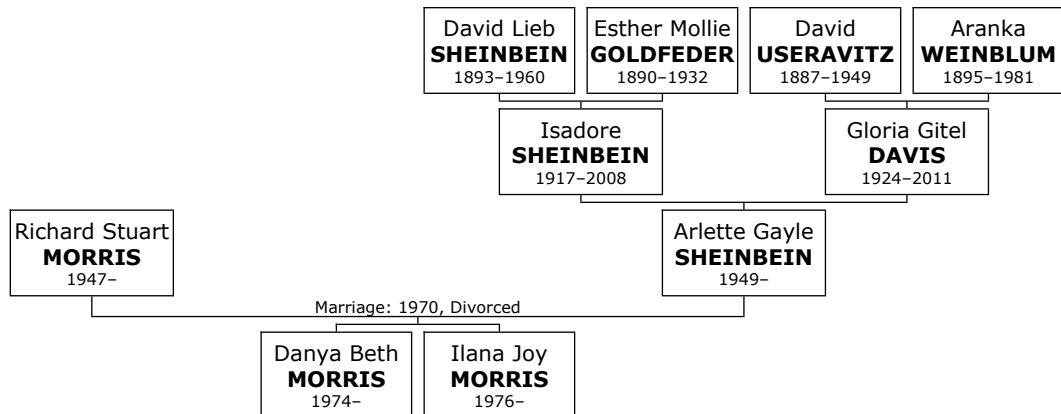 David Lieb
SHEINBEIN
1893–1960
Esther Mollie
GOLDFEDER
1890–1932
David
USERAVITZ
1887–1949
Aranka
WEINBLUM
1895–1981
Isadore
SHEINBEIN
1917–2008
Gloria Gitel
DAVIS
1924–2011
Richard Stuart
MORRIS
1947–
Arlette Gayle
SHEINBEIN
1949–
Marriage: 1970, Divorced
Danya Beth
MORRIS
1974–
Ilana Joy
MORRIS
1976–